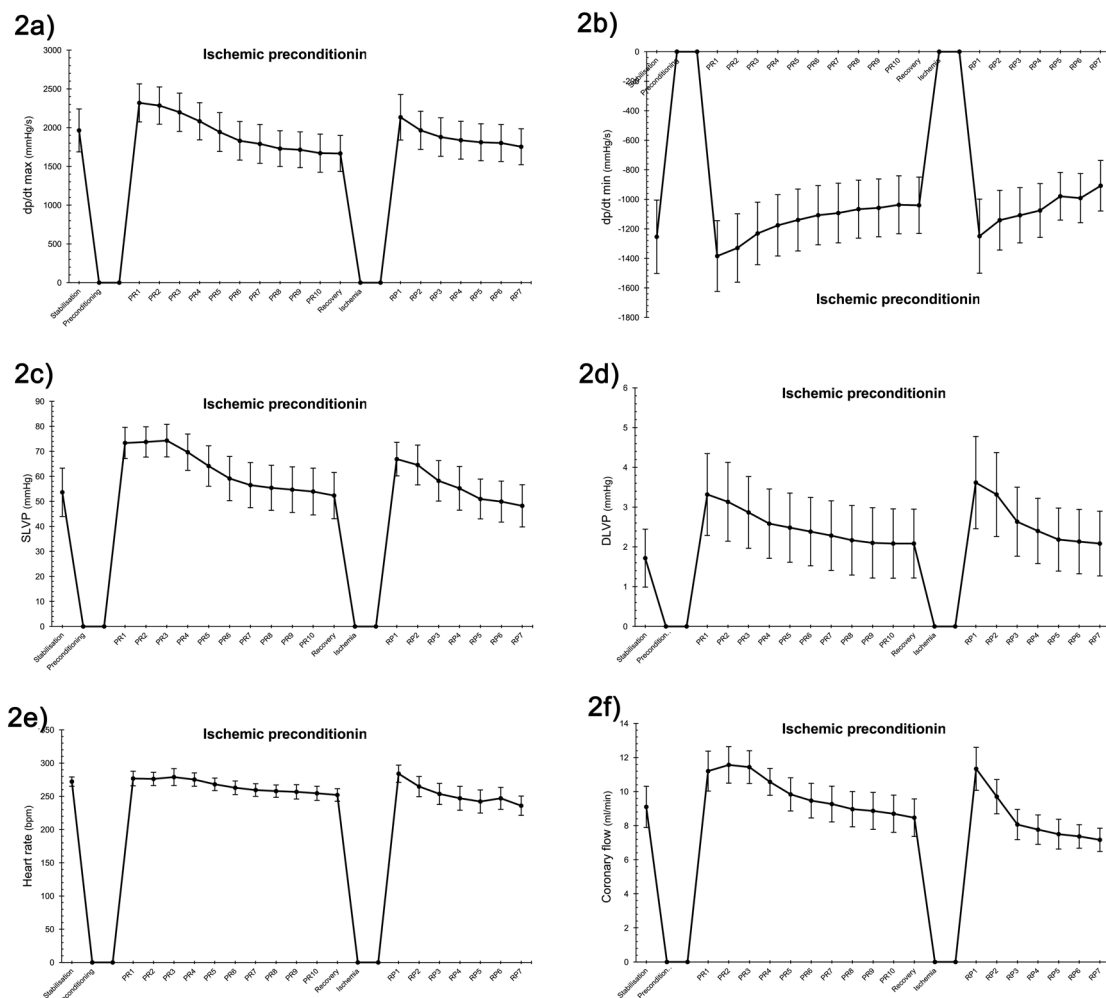 2a)
Ischemic preconditionin
dp/dt max (mmHg/s)
3000
2500
2000
1500
1000
500
0
Stabilisation Preconditioning PR1 PR2 PR3 PR4 PR5 PR6 PR7 PR8 PR9 PR10 Recovery Ischemia RP1 RP2 RP3 RP4 RP5 RP6 RP7
2b)
dp/dt min (mmHg/s)
0
-200
-400
-600
-800
-1000
-1200
-1400
-1600
-1800
Stabilisation Preconditioning PR1 PR2 PR3 PR4 PR5 PR6 PR7 PR8 PR9 PR10 Recovery Ischemia RP1 RP2 RP3 RP4 RP5 RP6 RP7
Ischemic preconditionin
2c)
Ischemic preconditionin
SLVP (mmHg)
90
80
70
60
50
40
30
20
10
0
Stabilisation Preconditioning PR1 PR2 PR3 PR4 PR5 PR6 PR7 PR8 PR9 PR10 Recovery Ischemia RP1 RP2 RP3 RP4 RP5 RP6 RP7
2d)
Ischemic preconditionin
DLVP (mmHg)
6
5
4
3
2
1
0
Stabilisation Precondition.. PR1 PR2 PR3 PR4 PR5 PR6 PR7 PR8 PR9 PR10 Recovery Ischemia RP1 RP2 RP3 RP4 RP5 RP6 RP7
2e)
Ischemic preconditionin
Heart rate (bpm)
350
300
250
200
150
100
50
0
Stabilisation Preconditioning PR1 PR2 PR3 PR4 PR5 PR6 PR7 PR8 PR9 PR10 Recovery Ischemia RP1 RP2 RP3 RP4 RP5 RP6 RP7
2f)
Ischemic preconditionin
Coronary flow (ml/min)
14
12
10
8
6
4
2
0
Stabilisation Precondition.. PR1 PR2 PR3 PR4 PR5 PR6 PR7 PR8 PR9 PR10 Recovery Ischemia RP1 RP2 RP3 RP4 RP5 RP6 RP7